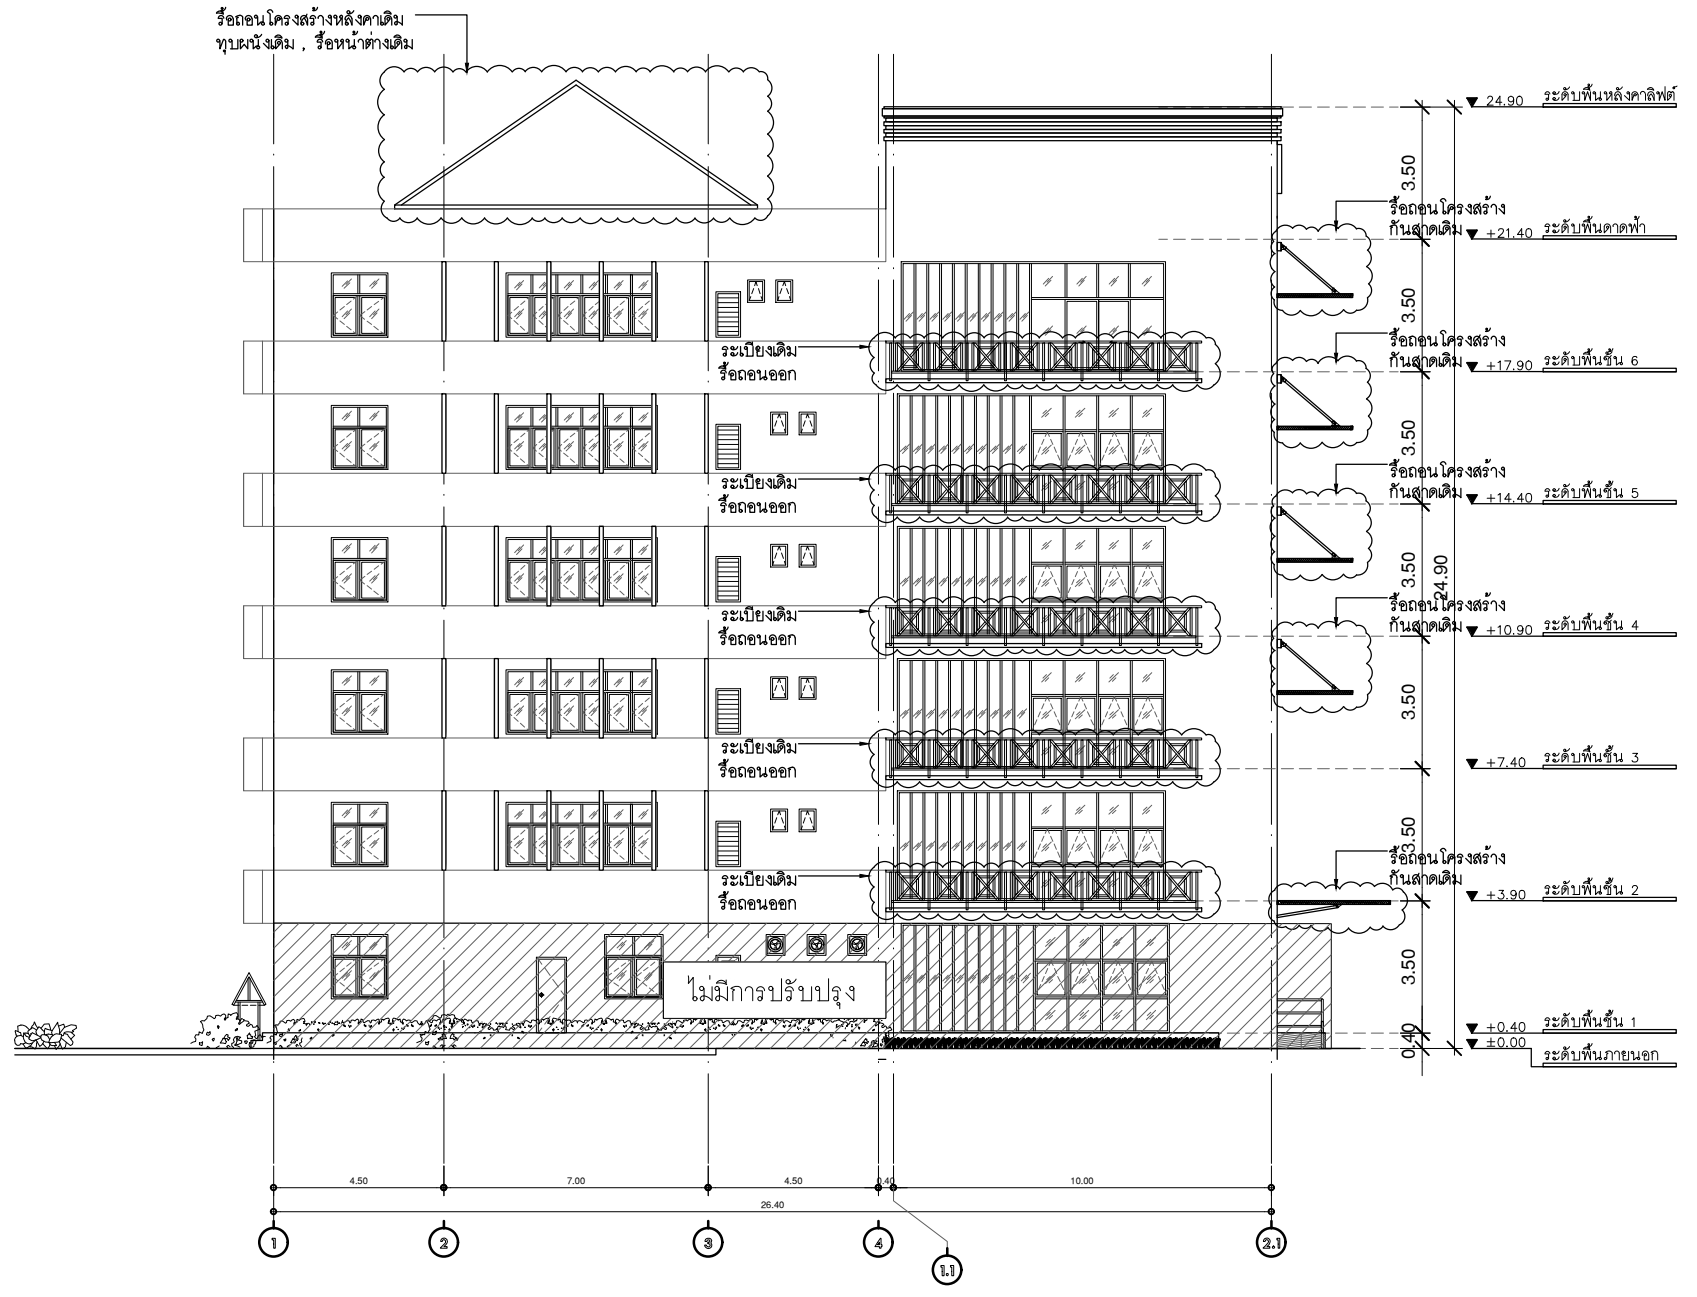 รื้อถอนโครงสร้างหลังคาเดิม
ทุบผนังเดิม , รื้อหน้าต่างเดิม
24.90 ระดับพื้นหลังคาลิฟต์
3.50
รื้อถอนโครงสร้าง
กันสาดเดิม
+21.40 ระดับพื้นดาดฟ้า
3.50
รื้อถอนโครงสร้าง
กันสาดเดิม
ระเบียงเดิม
รื้อถอนออก
+17.90 ระดับพื้นชั้น 6
3.50
รื้อถอนโครงสร้าง
กันสาดเดิม
ระเบียงเดิม
รื้อถอนออก
+14.40 ระดับพื้นชั้น 5
3.50
24.90
รื้อถอนโครงสร้าง
กันสาดเดิม
ระเบียงเดิม
รื้อถอนออก
+10.90 ระดับพื้นชั้น 4
3.50
ระเบียงเดิม
รื้อถอนออก
+7.40 ระดับพื้นชั้น 3
3.50
รื้อถอนโครงสร้าง
กันสาดเดิม
ระเบียงเดิม
รื้อถอนออก
+3.90 ระดับพื้นชั้น 2
3.50
ไม่มีการปรับปรุง
+0.40 ระดับพื้นชั้น 1
0.40
±0.00
ระดับพื้นภายนอก
4.50 7.00 4.50 0.40 10.00
26.40
1 2 3 4 2.1
1.1